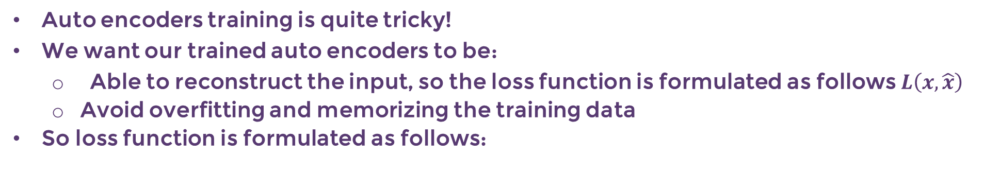 • Auto encoders training is quite tricky!
• We want our trained auto encoders to be:
o Able to reconstruct the input, so the loss function is formulated as follows L(x, x̂)
o Avoid overfitting and memorizing the training data
• So loss function is formulated as follows: